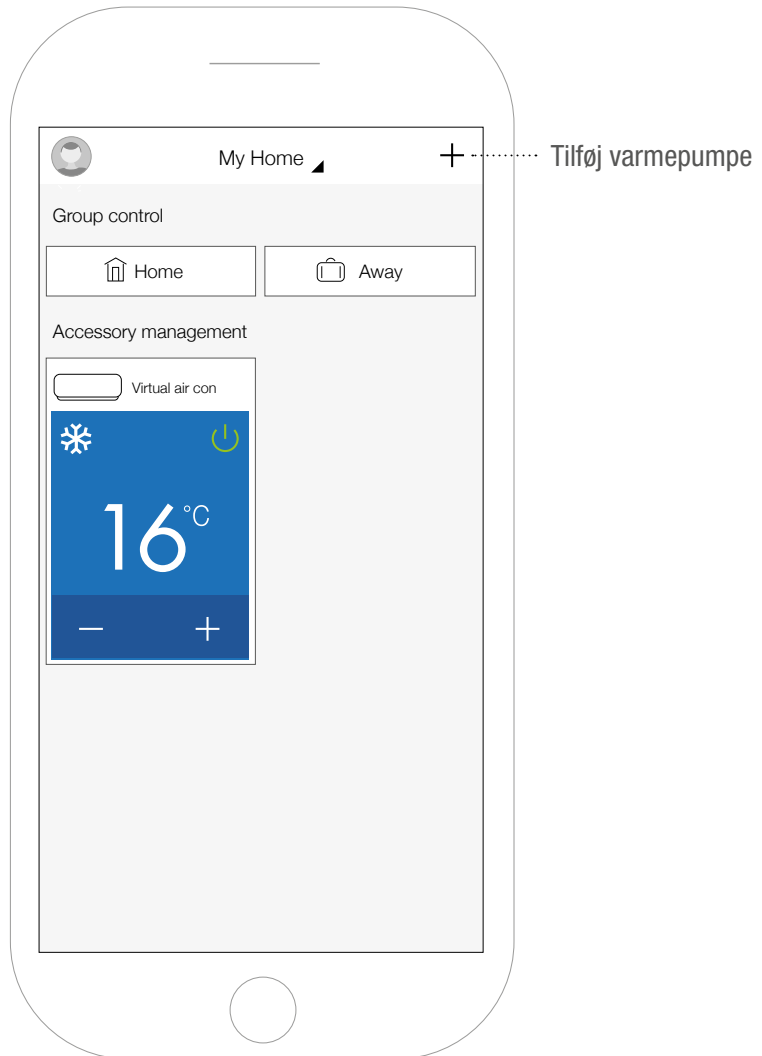 My Home
Tilføj varmepumpe
Group control
Home
Away
Accessory management
Virtual air con
16°C